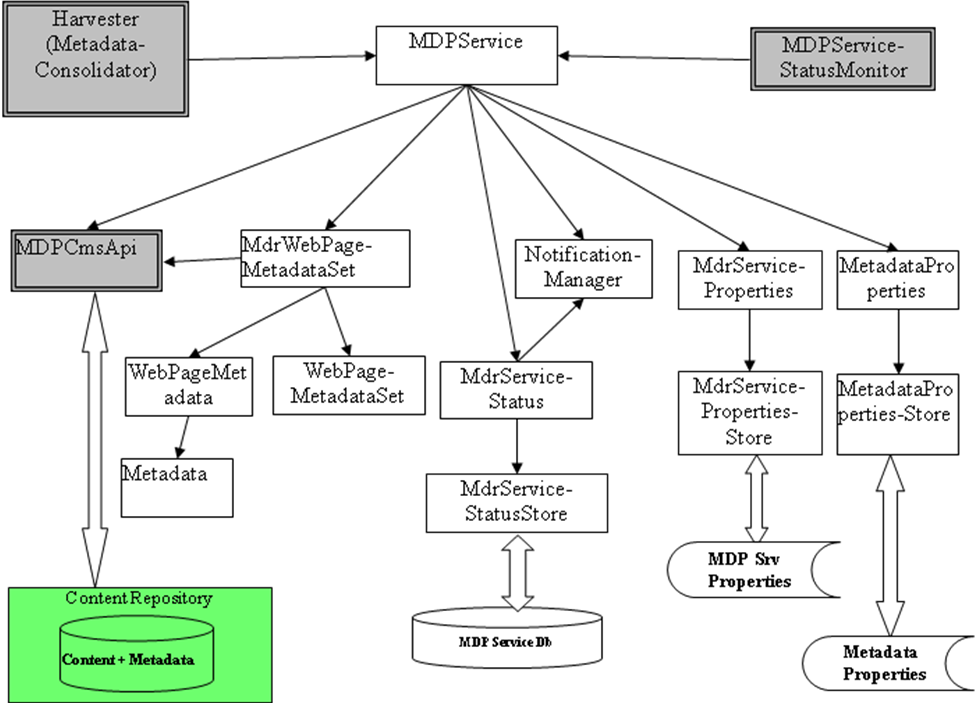 Harvester
(Metadata-
Consolidator)
MDPService
MDPService-
StatusMonitor
MDPCmsApi
MdrWebPage-
MetadataSet
Notification-
Manager
MdrService-
Properties
MetadataPro
perties
WebPageMet
adata
WebPage-
MetadataSet
MdrService-
Status
MdrService-
Properties-
Store
MetadataPro
perties-Store
Metadata
MdrService-
StatusStore
MDP Srv
Properties
ContentRepository
Content + Metadata
MDP Service Db
Metadata
Properties